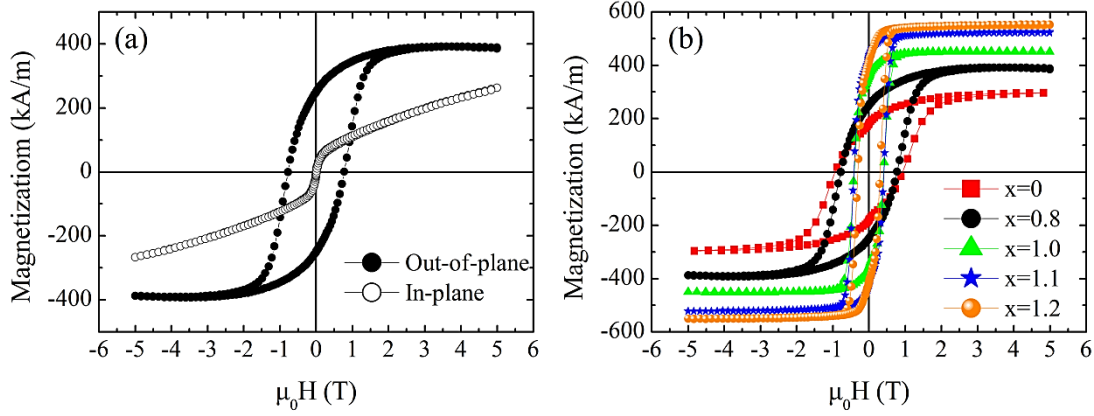 (a)
Magnetization (kA/m)
400
200
0
-200
-400
-6 -5 -4 -3 -2 -1 0 1 2 3 4 5 6
μ0H (T)
Out-of-plane
In-plane
(b)
Magnetization (kA/m)
600
400
200
0
-200
-400
-600
-6 -5 -4 -3 -2 -1 0 1 2 3 4 5 6
μ0H (T)
x=0
x=0.8
x=1.0
x=1.1
x=1.2